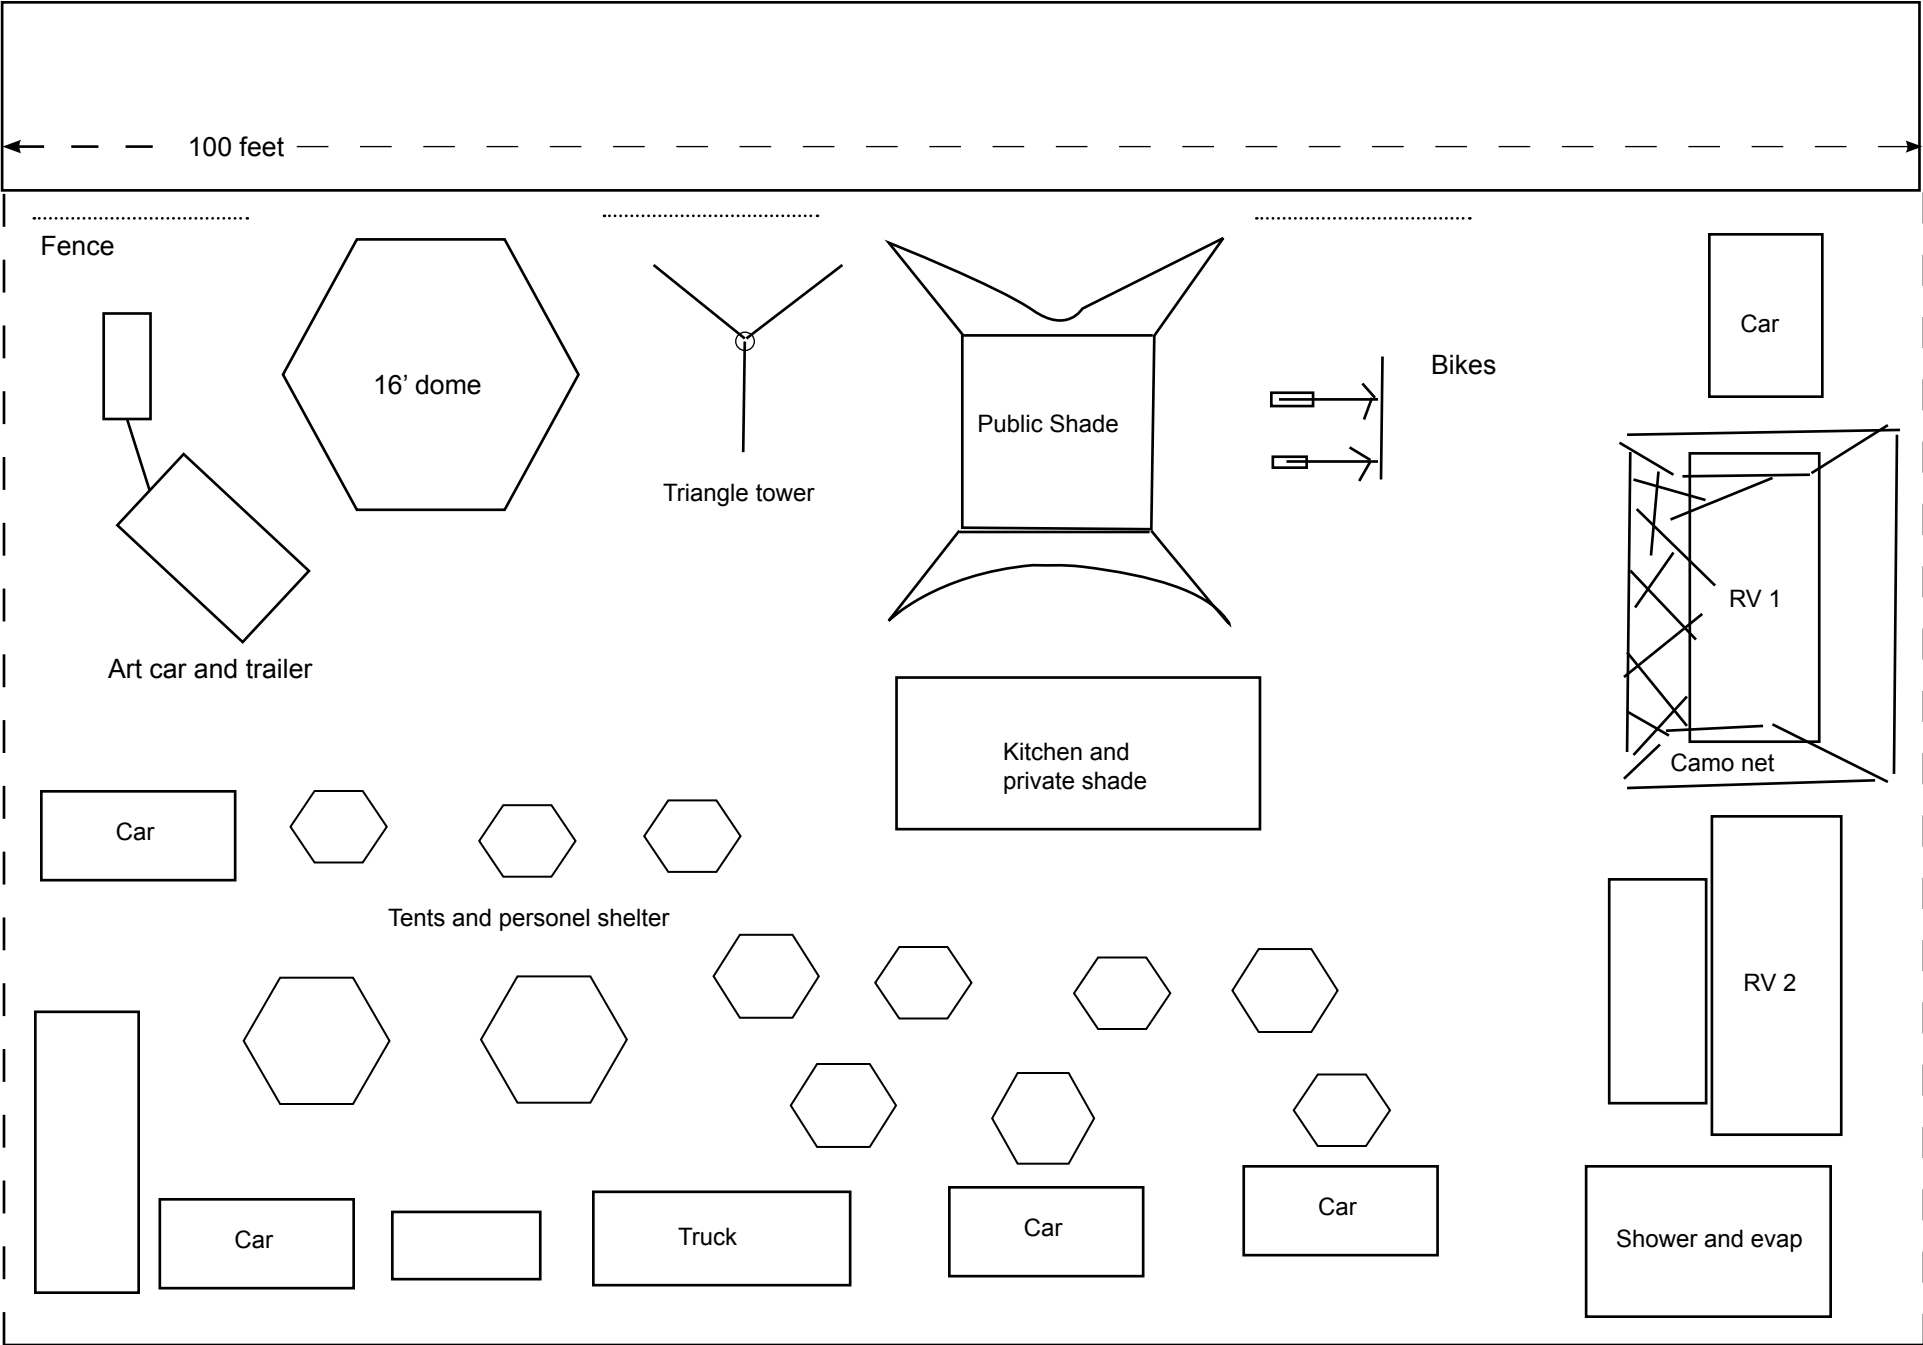 100 feet
Fence
16’ dome
Triangle tower
Public Shade
Bikes
Car
RV 1
Camo net
Art car and trailer
Kitchen and
private shade
Car
Tents and personel shelter
RV 2
Car
Truck
Car
Car
Shower and evap